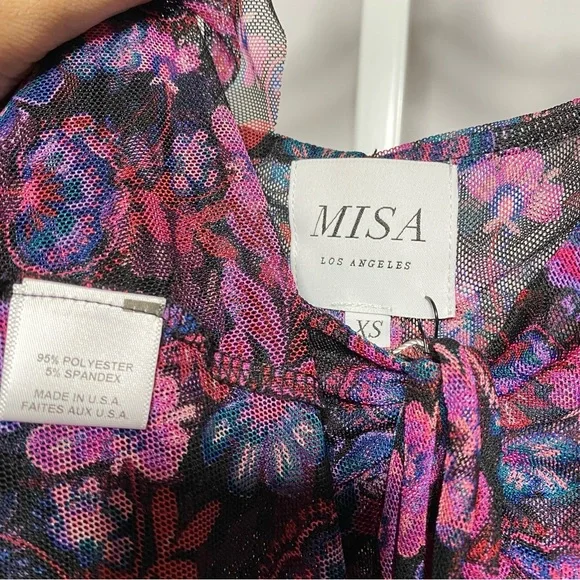 MISA
LOS ANGELES
XS
95% POLYESTER
5% SPANDEX
MADE IN U.S.A.
FAITES AUX U.S.A.